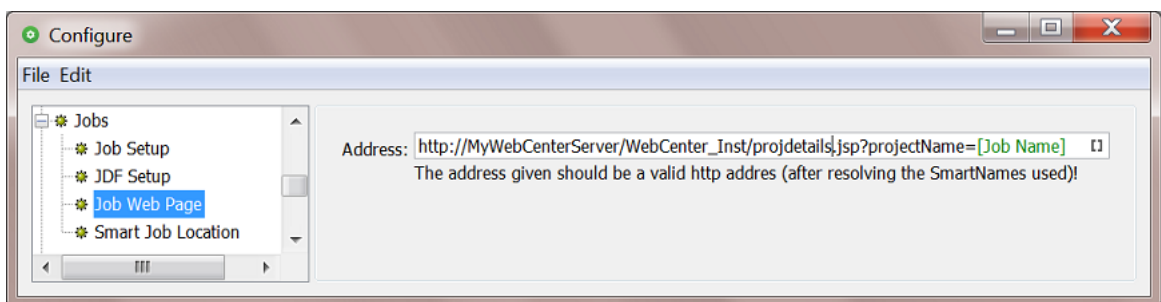 Configure
File Edit
Jobs
Job Setup
JDF Setup
Job Web Page
Smart Job Location
Address: http://MyWebCenterServer/WebCenter_Inst/projdetails.jsp?projectName=[Job Name] []
The address given should be a valid http addres (after resolving the SmartNames used)!